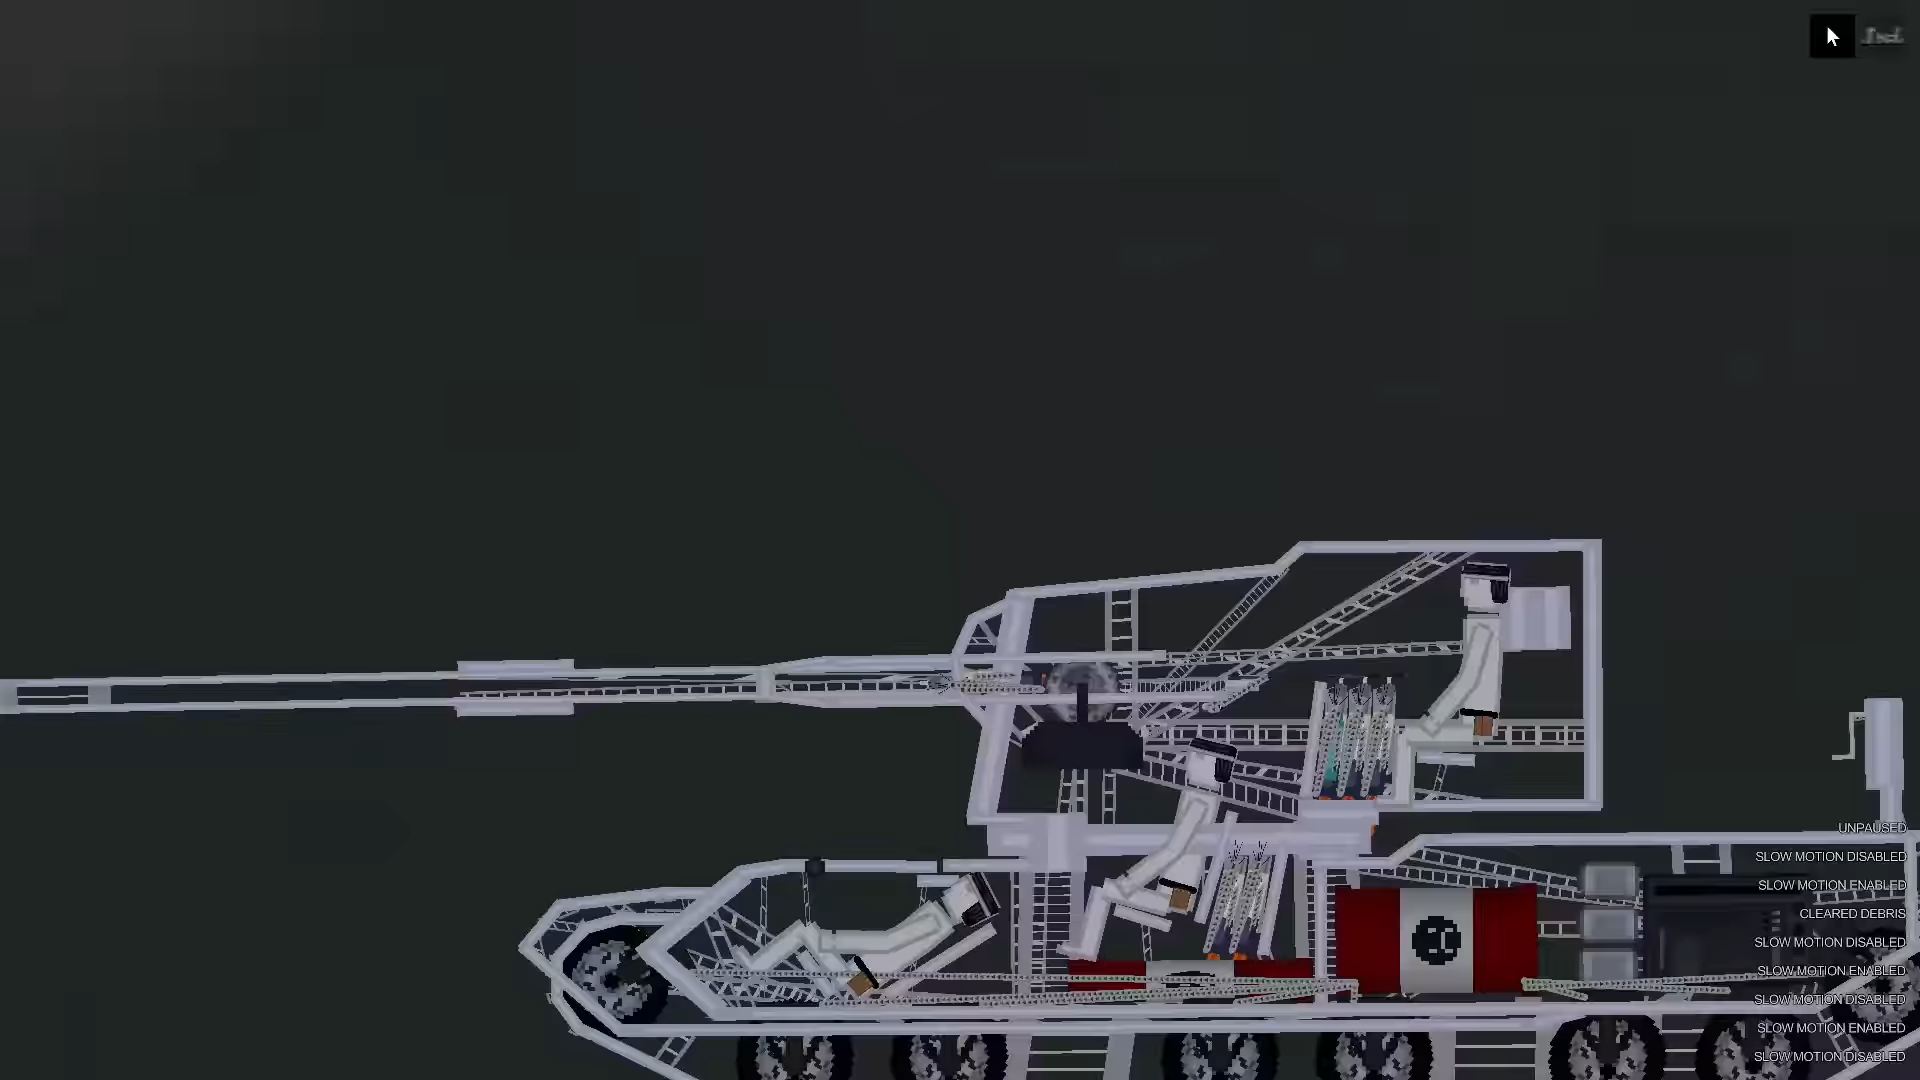 UNPAUSED
SLOW MOTION DISABLED
SLOW MOTION ENABLED
CLEARED DEBRIS
SLOW MOTION DISABLED
SLOW MOTION ENABLED
SLOW MOTION DISABLED
SLOW MOTION ENABLED
SLOW MOTION DISABLED